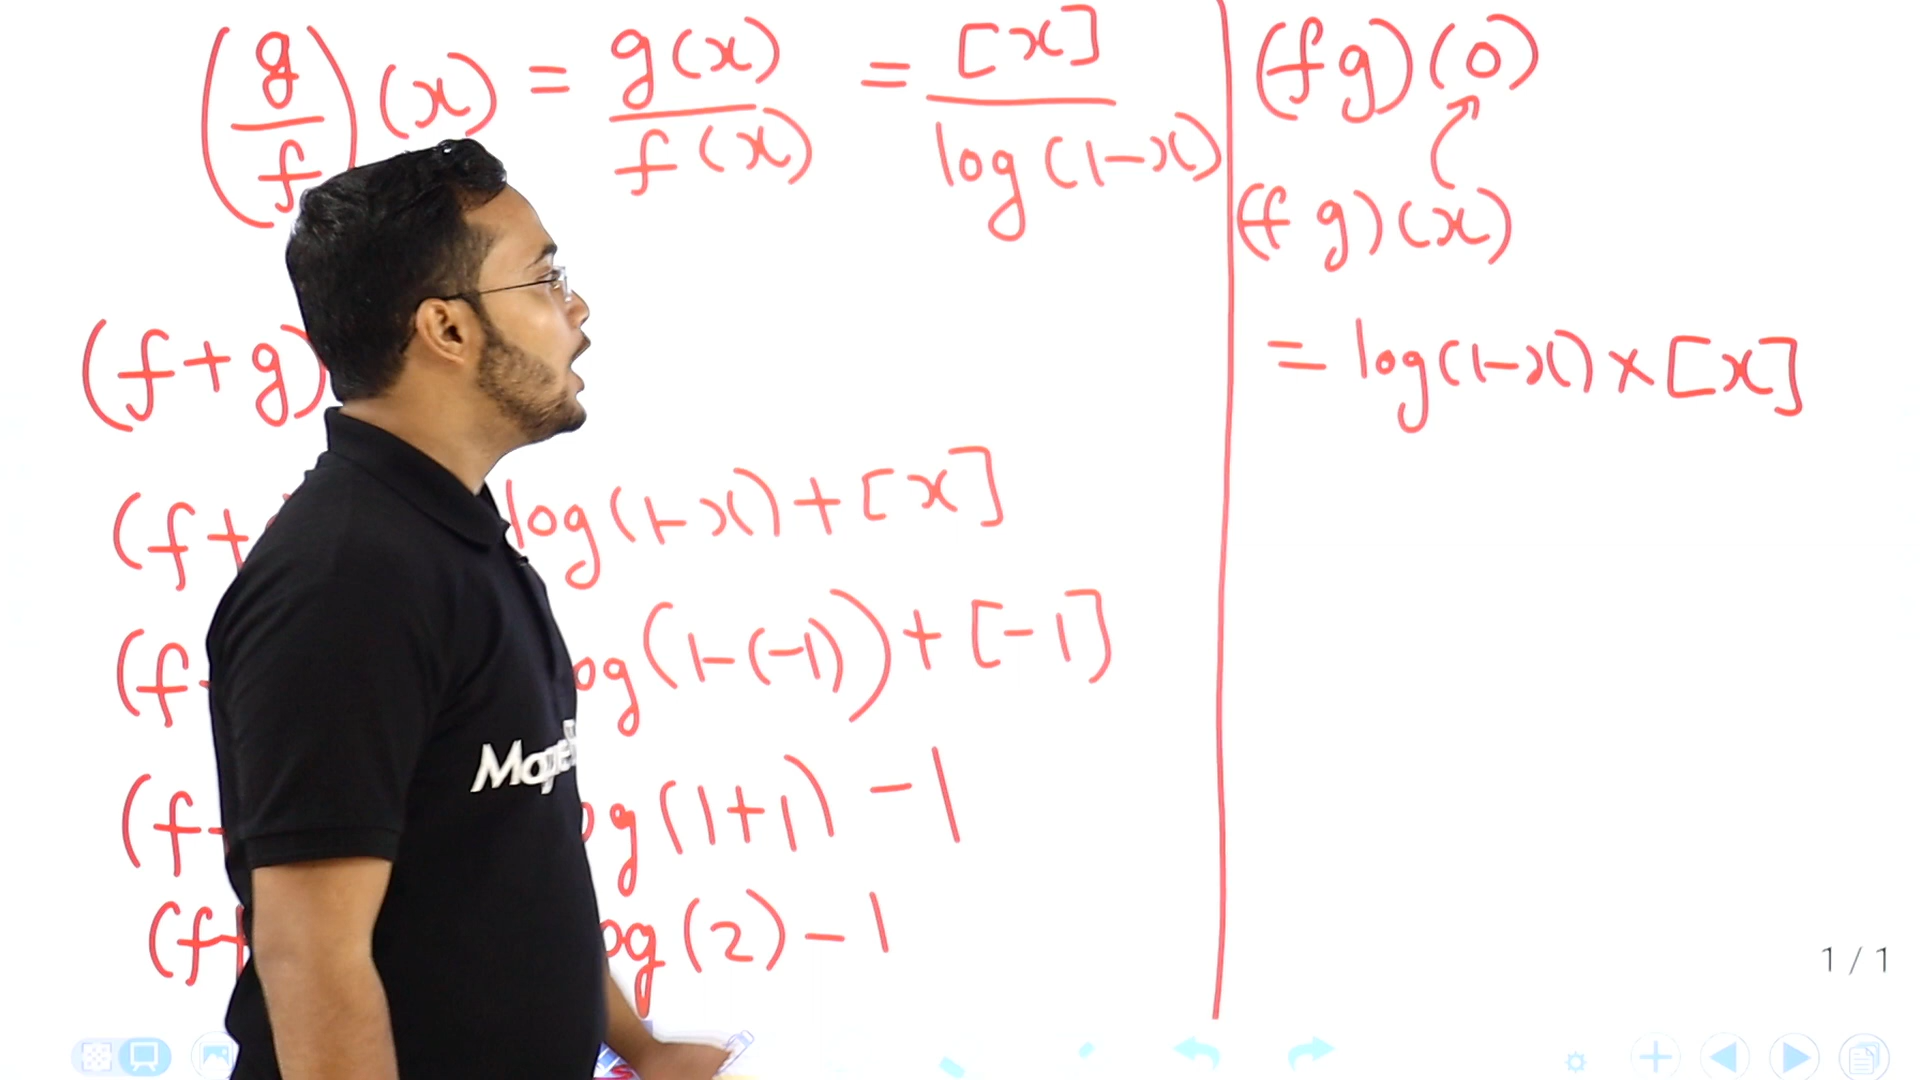 (g/f)(x) = g(x)/f(x) = [x]/log(1-x)
(f+g)
(f+ log(1-x) + [x]
(f- og(1-(-1)) + [-1]
(f- og(1+1) - 1
(f+ og(2) - 1
(fg)(0)
(fg)(x)
= log(1-x) × [x]
1 / 1